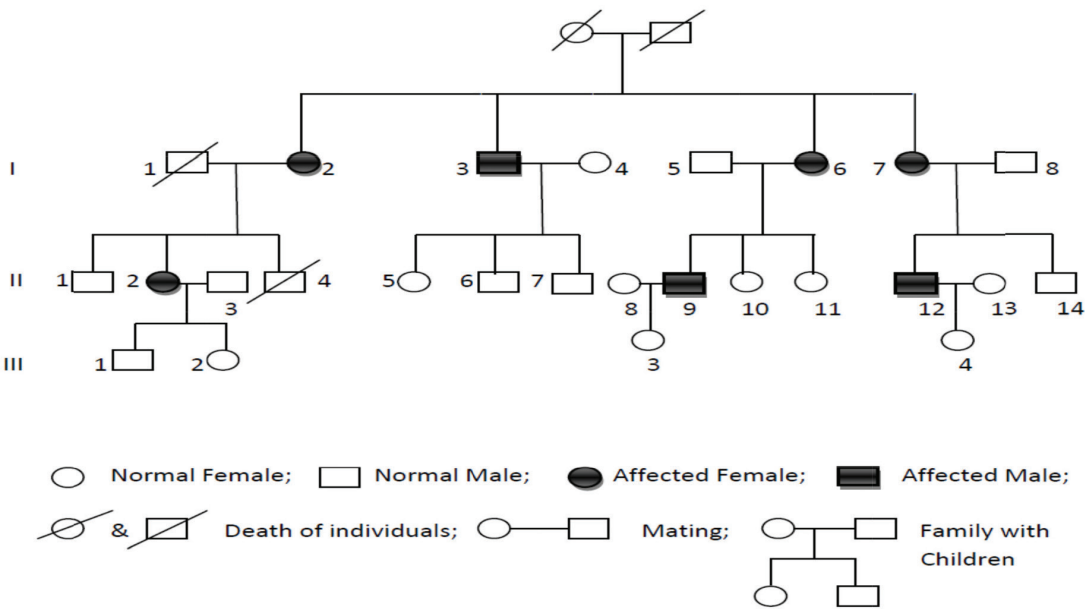 I 1 2 3 4 5 6 7 8
II 1 2 3 4 5 6 7 8 9 10 11 12 13 14
III 1 2 3 4
Normal Female; Normal Male; Affected Female; Affected Male;
& Death of individuals; Mating; Family with
Children